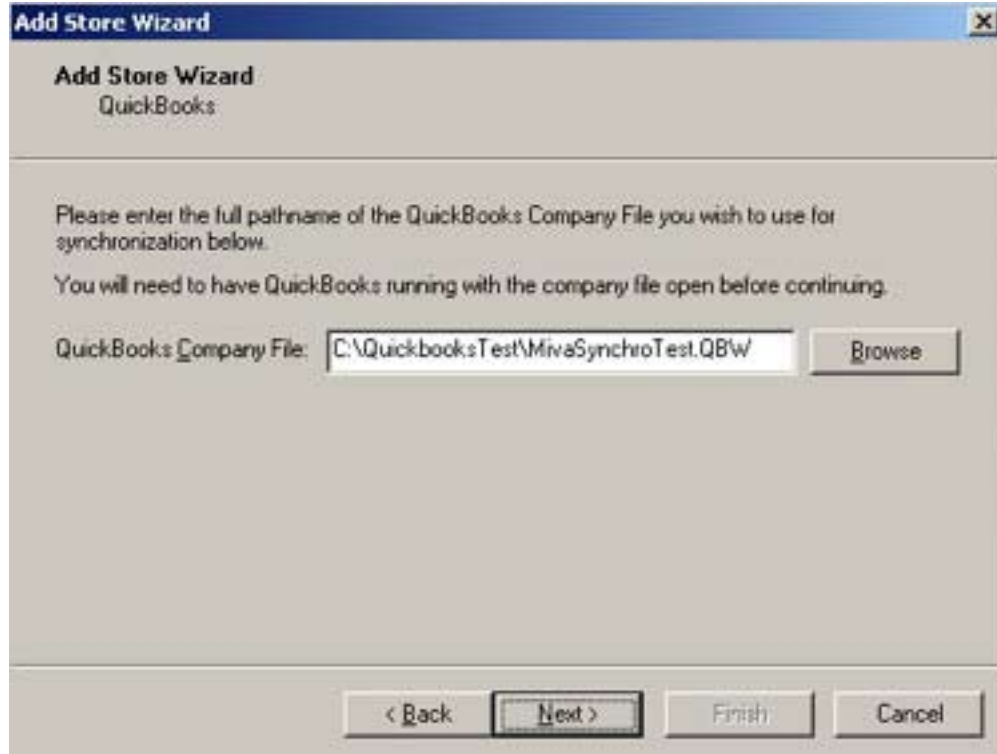 Add Store Wizard
Add Store Wizard
QuickBooks
Please enter the full pathname of the QuickBooks Company File you wish to use for
synchronization below.
You will need to have QuickBooks running with the company file open before continuing.
QuickBooks Company File: C:\QuickbooksTest\MivaSynchroTest.QBW Browse
< Back Next > Finish Cancel